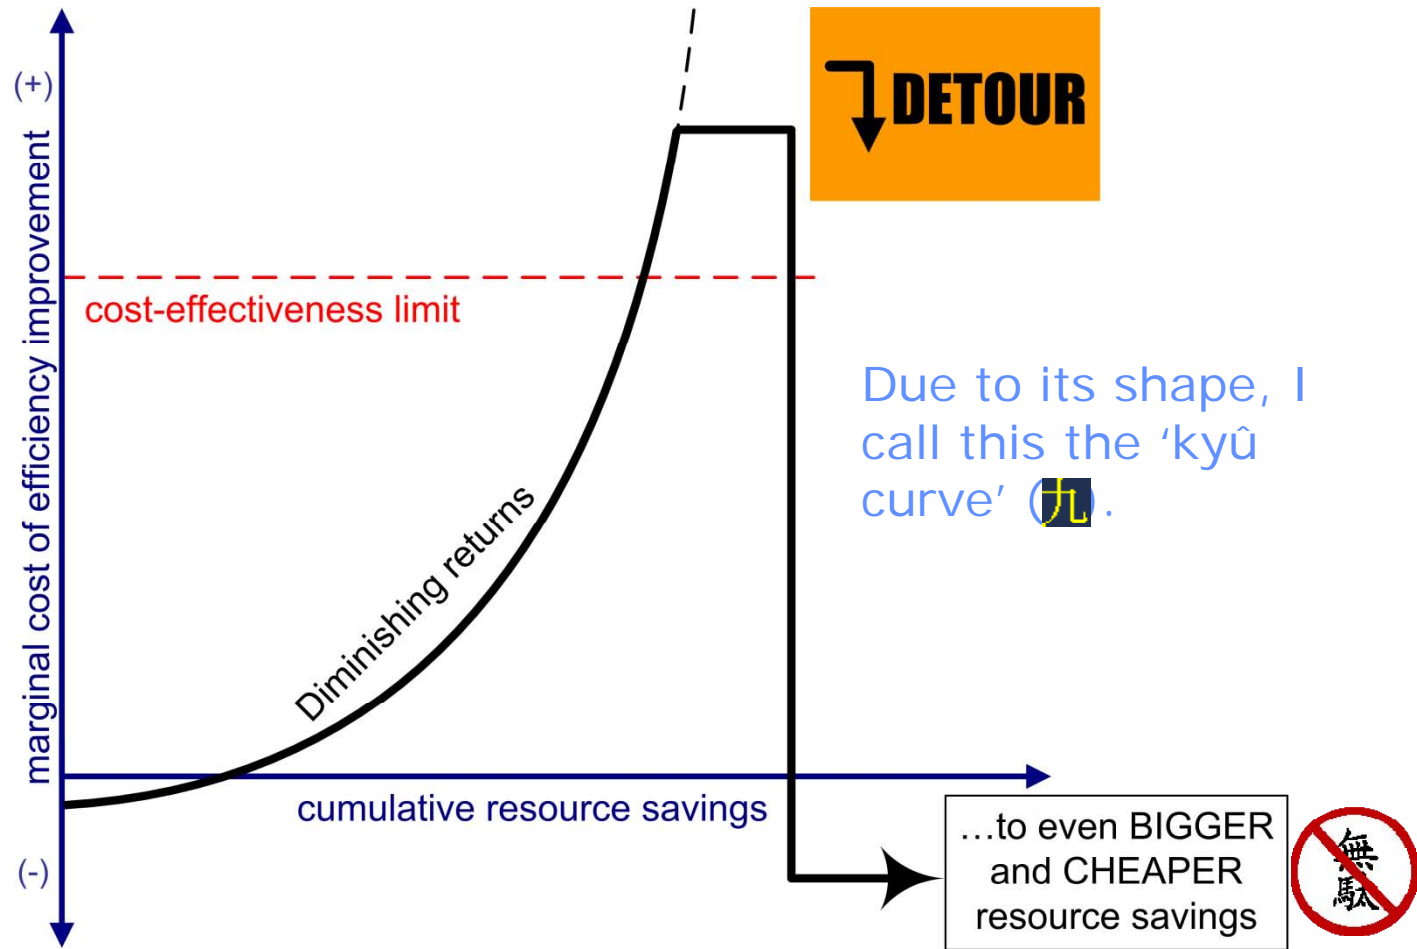 (+)
marginal cost of efficiency improvement
(-)
DETOUR
cost-effectiveness limit
Due to its shape, I
call this the ‘kyû
curve’ (九).
Diminishing returns
cumulative resource savings
…to even BIGGER
and CHEAPER
resource savings
無
駄